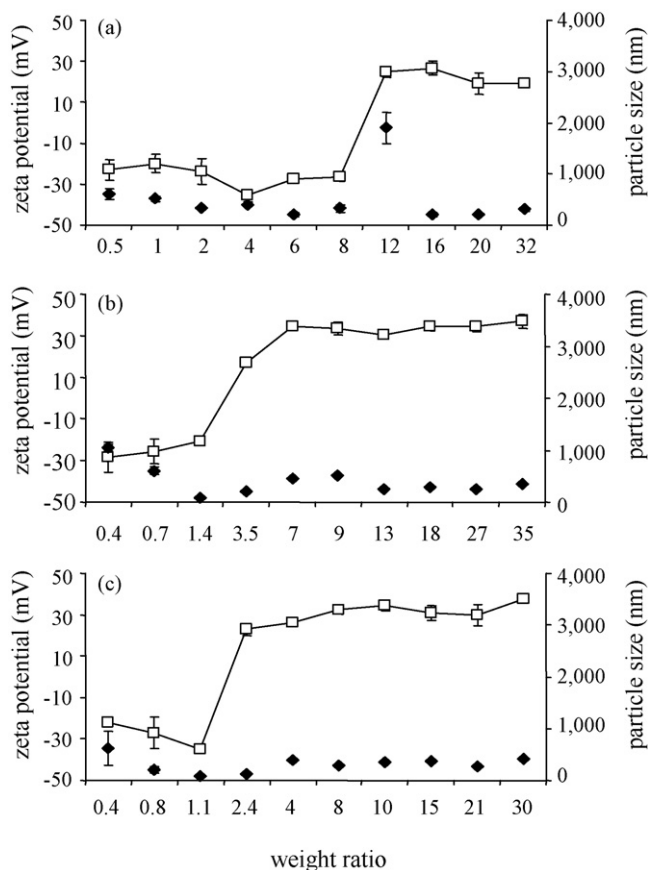 (a)
zeta potential (mV)
50
30
10
-10
-30
-50
4,000
3,000
2,000
1,000
0
particle size (nm)
0.5 1 2 4 6 8 12 16 20 32
(b)
zeta potential (mV)
50
30
10
-10
-30
-50
4,000
3,000
2,000
1,000
0
particle size (nm)
0.4 0.7 1.4 3.5 7 9 13 18 27 35
(c)
zeta potential (mV)
50
30
10
-10
-30
-50
4,000
3,000
2,000
1,000
0
particle size (nm)
0.4 0.8 1.1 2.4 4 8 10 15 21 30
weight ratio